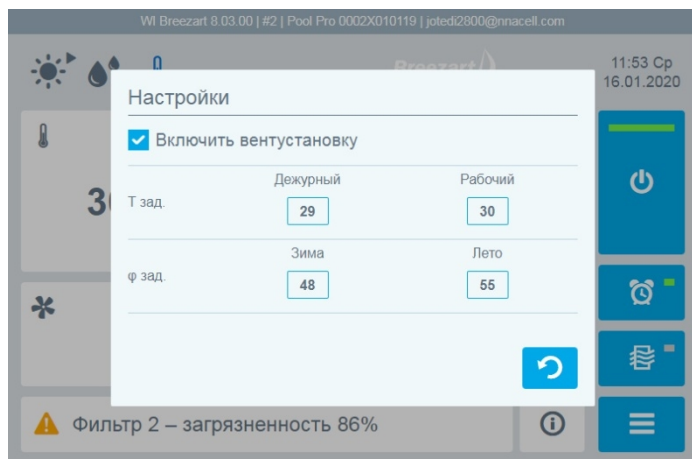 WI Breezart 8.03.00 | #2 | Pool Pro 0002X010119 | jotedi2800@nnacell.com
Breezart
11:53 Ср
16.01.2020
Настройки
Включить вентустановку
Дежурный Рабочий
Т зад. 29 30
Зима Лето
φ зад. 48 55
Фильтр 2 – загрязненность 86%